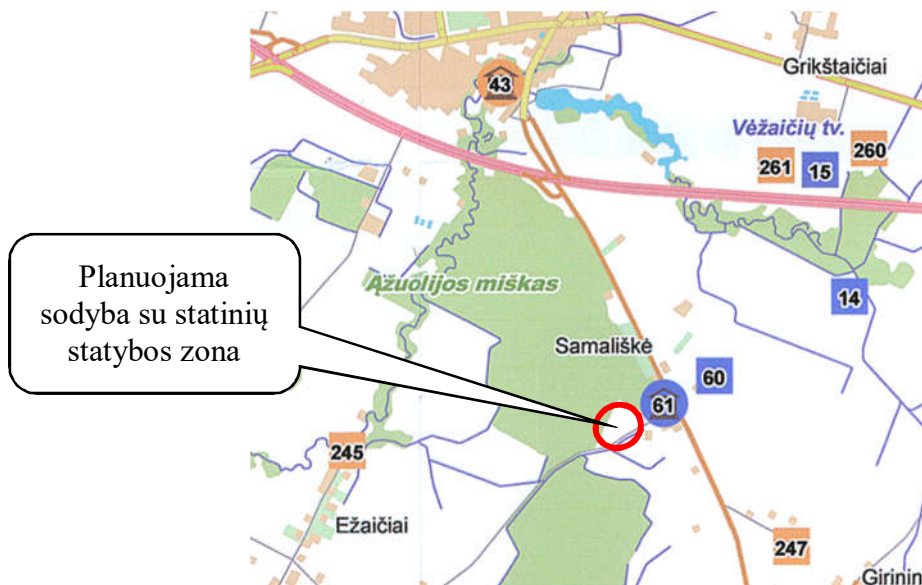 43
Grikštaičiai
Vėžaičių tv.
261
15
260
Planuojama
sodyba su statinių
statybos zona
Ąžuolijos miškas
14
Samališkė
60
61
245
Ežaičiai
247
Girinin